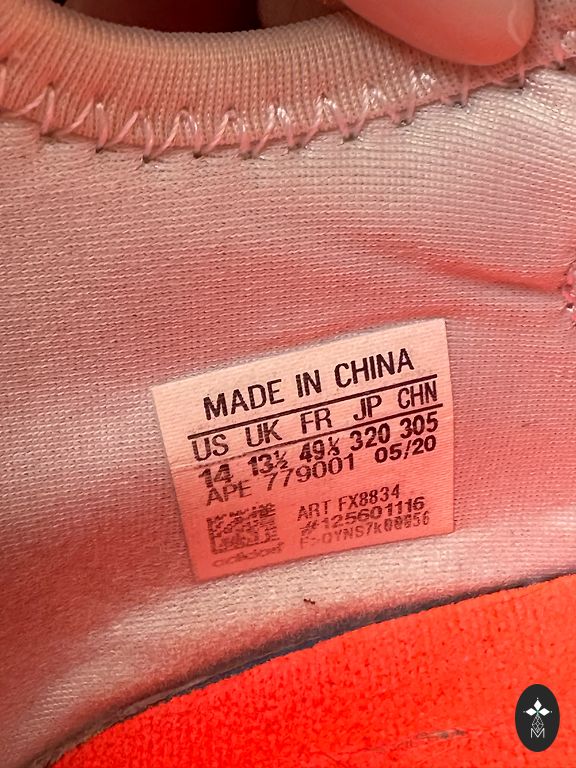 MADE IN CHINA
US UK FR JP CHN
14 13½ 49⅓ 320 305
APE 779001 05/20
ART FX8834
#125601116
adidas
M